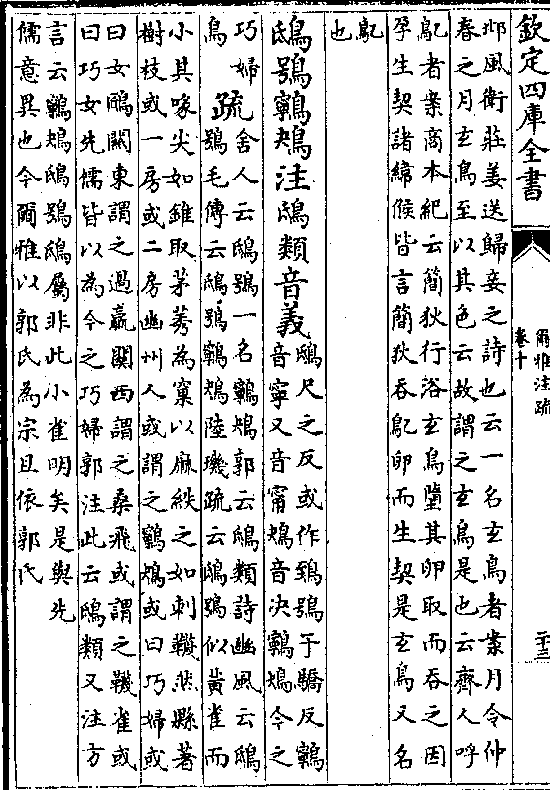 欽定四庫全書
爾雅注疏
卷十
二十三
邶風衛莊姜送歸妾之詩也云一名玄鳥者案月令仲
春之月玄鳥至以其色云故謂之玄鳥是也云齊人呼
鳦者案商本紀云簡狄行浴玄鳥墮其卵取而吞之因
孕生契諸緯候皆言簡狄吞鳦卵而生契是玄鳥又名
鳦
也
鴟鴞鸋鴂注鴟類音義鴟尺之反或作鵄鴞于驕反鸋
音寧又音甯鴂音決鸋鴂今之
巧婦
鳥
疏舍人云鴟鴞一名鸋鴂郭云鴟類詩豳風云鴟
鴞毛傳云鴟鴞鸋鴂陸璣疏云鴟鴞似黃雀而
小其喙尖如錐取茅莠為窠以麻紩之如刺韈然縣著
樹枝或一房或二房幽州人或謂之鸋鴂或曰巧婦或
曰女鴎關東謂之過蠃關西謂之桑飛或謂之韈雀或
曰巧女先儒皆以為今之巧婦郭注此云鴟類又注方
言云鸋鴂鴟鴞鴟屬非此小雀明矣是與先
儒意異也今爾雅以郭氏為宗且依郭氏